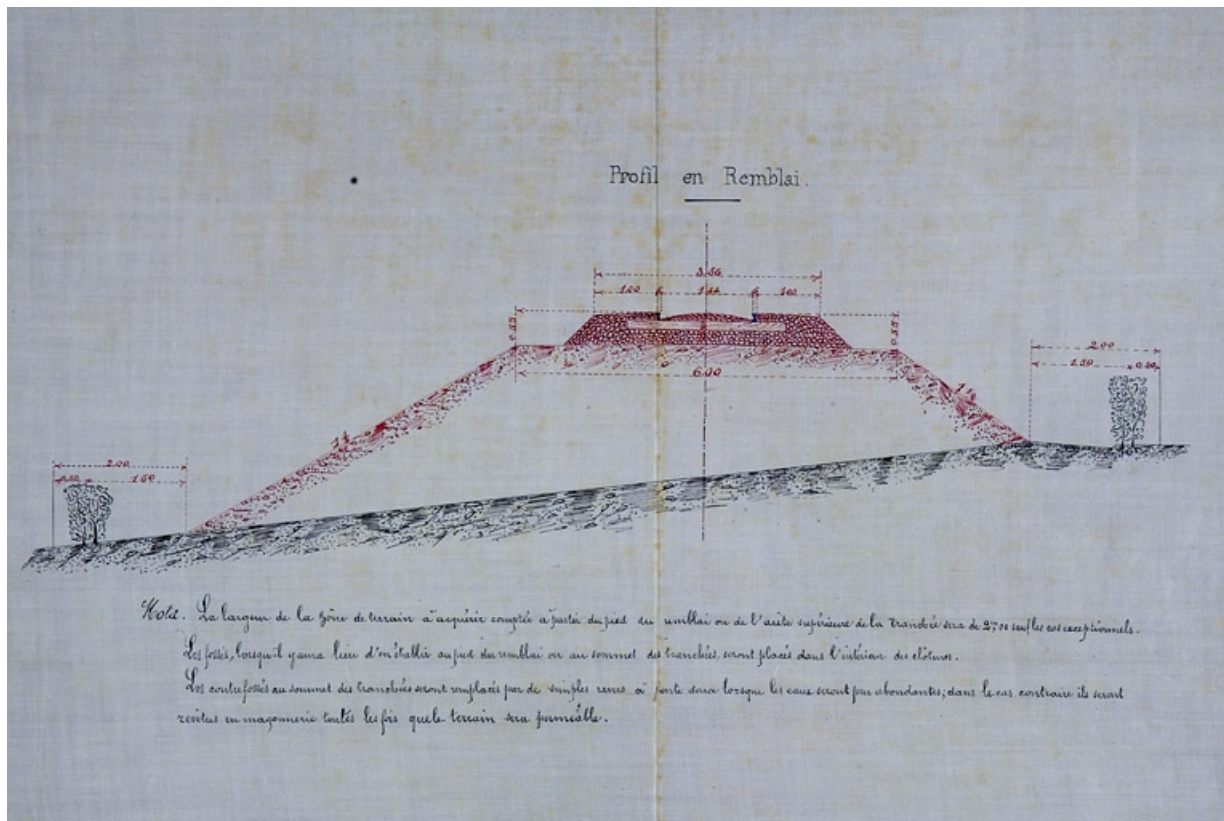 Profil en Remblai.
3.56
1.00 1.44 1.00
0.55 0.55
6.00
2.00
1.50 0.50
2.00
0.50 1.50
Nota. La largeur de la zône de terrain à acquérir comptée à partir du pied du remblai ou de l'arète supérieure de la tranchée sera de 2,00 sauf les cas exceptionnels.
Les fossés, lorsqu'il y aura lieu d'en établir au pied du remblai ou au sommet des tranchées, seront placés dans l'intérieur des clôtures.
Les contrefossés au sommet des tranchées seront remplacés par de simples à pente douce lorsque les eaux seront peu abondantes; dans le cas contraire ils seront
revêtus en maçonnerie toutes les fois que le terrain sera perméable.